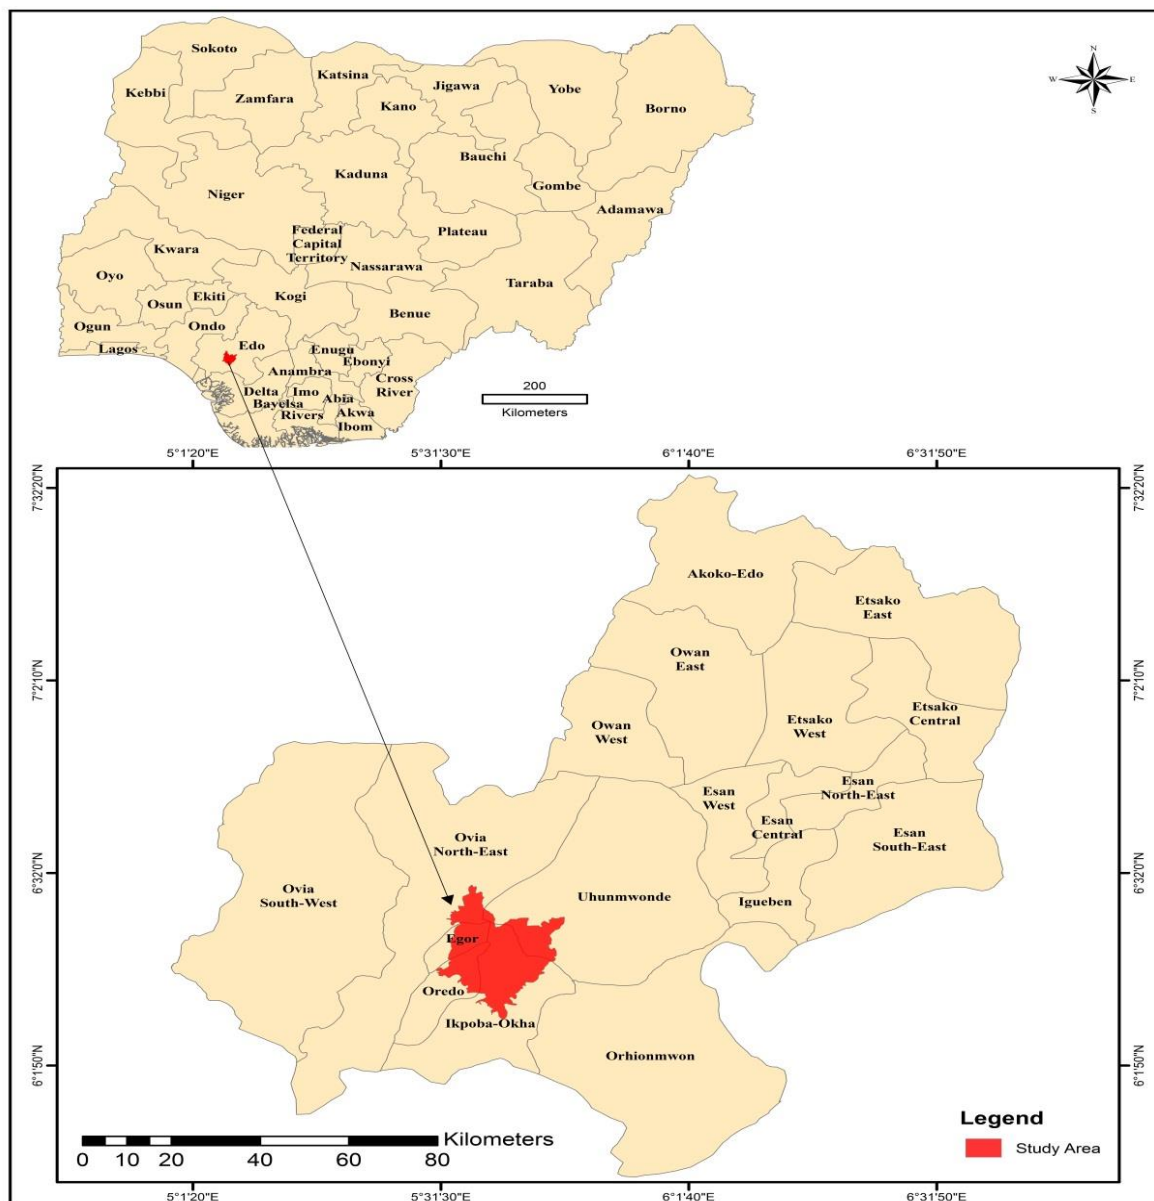 N
W
E
S
Sokoto
Kebbi
Zamfara
Katsina
Kano
Jigawa
Yobe
Borno
Bauchi
Kaduna
Gombe
Niger
Adamawa
Federal
Capital
Territory
Plateau
Kwara
Nassarawa
Oyo
Taraba
Osun
Ekiti
Kogi
Benue
Ogun
Ondo
Lagos
Edo
Enugu
Ebonyi
Anambra
Cross
River
Delta
Imo
Abia
Bayelsa
Rivers
Akwa
Ibom
200
Kilometers
5°1'20"E
5°31'30"E
6°1'40"E
6°31'50"E
7°32'20"N
7°32'20"N
Akoko-Edo
Etsako
East
Owan
East
7°2'10"N
7°2'10"N
Owan
West
Etsako
West
Etsako
Central
Esan
West
Esan
North-East
Esan
Central
Esan
South-East
Ovia
North-East
6°32'0"N
6°32'0"N
Ovia
South-West
Uhunmwonde
Igueben
Egor
Oredo
Ikpoba-Okha
Orhionmwon
6°1'50"N
6°1'50"N
Legend
Study Area
Kilometers
0 10 20 40 60 80
5°1'20"E
5°31'30"E
6°1'40"E
6°31'50"E